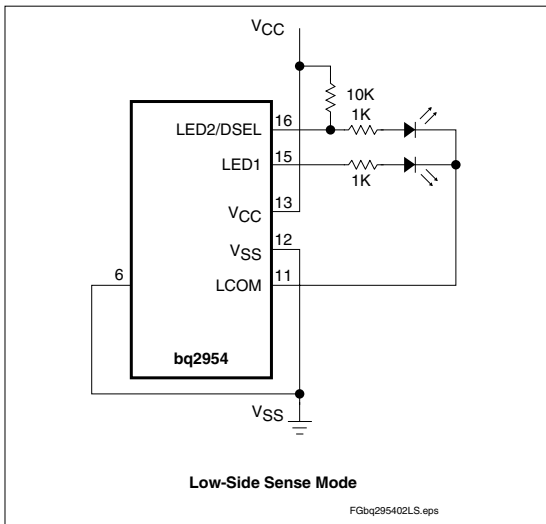 VCC
10K
1K
LED2/DSEL 16
LED1 15
1K
VCC 13
VSS 12
6
LCOM 11
bq2954
VSS
Low-Side Sense Mode
FGbq295402LS.eps